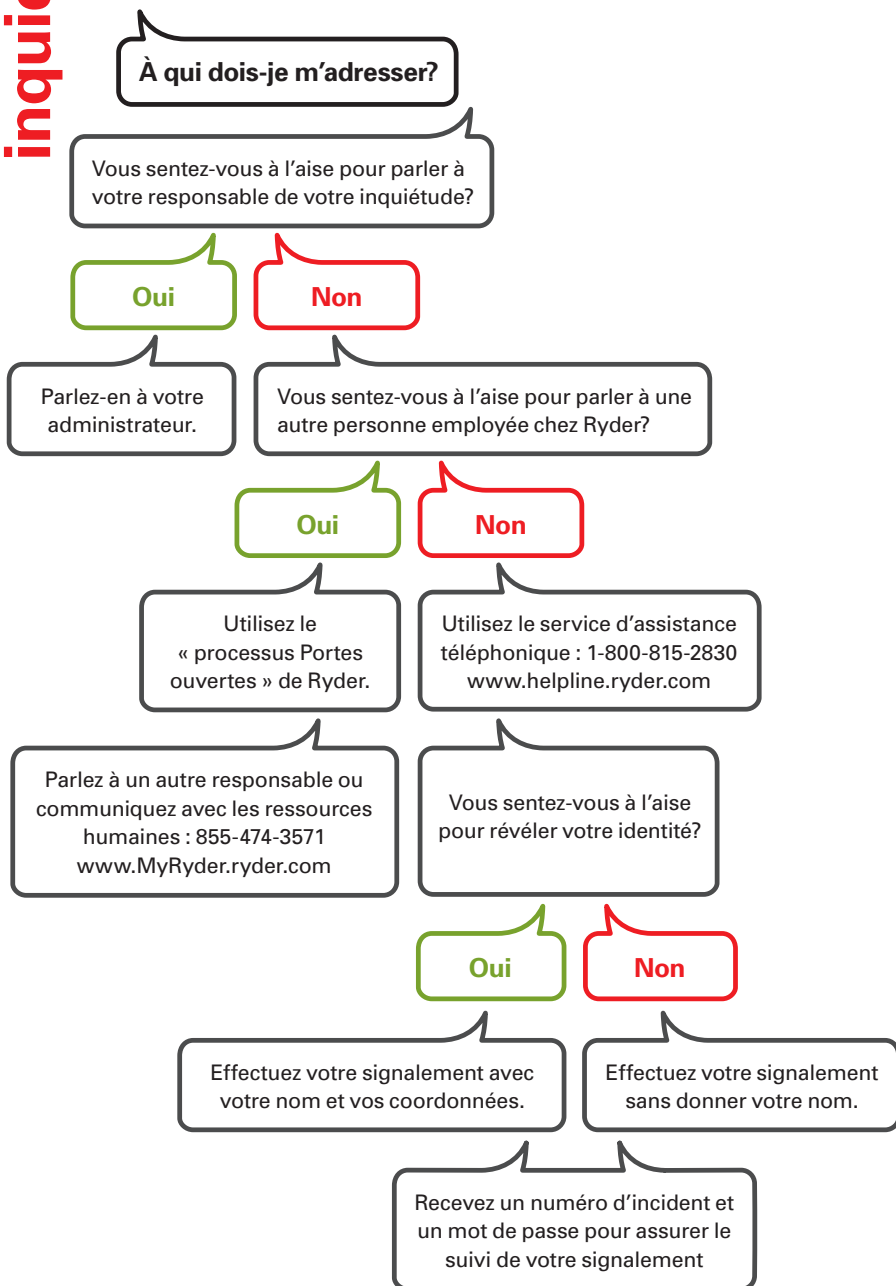 À qui dois-je m'adresser?
Vous sentez-vous à l'aise pour parler à
votre responsable de votre inquiétude?
Oui
Non
Parlez-en à votre
administrateur.
Vous sentez-vous à l'aise pour parler à une
autre personne employée chez Ryder?
Oui
Non
Utilisez le
« processus Portes
ouvertes » de Ryder.
Utilisez le service d'assistance
téléphonique : 1-800-815-2830
www.helpline.ryder.com
Parlez à un autre responsable ou
communiquez avec les ressources
humaines : 855-474-3571
www.MyRyder.ryder.com
Vous sentez-vous à l'aise
pour révéler votre identité?
Oui
Non
Effectuez votre signalement avec
votre nom et vos coordonnées.
Effectuez votre signalement
sans donner votre nom.
Recevez un numéro d'incident et
un mot de passe pour assurer le
suivi de votre signalement